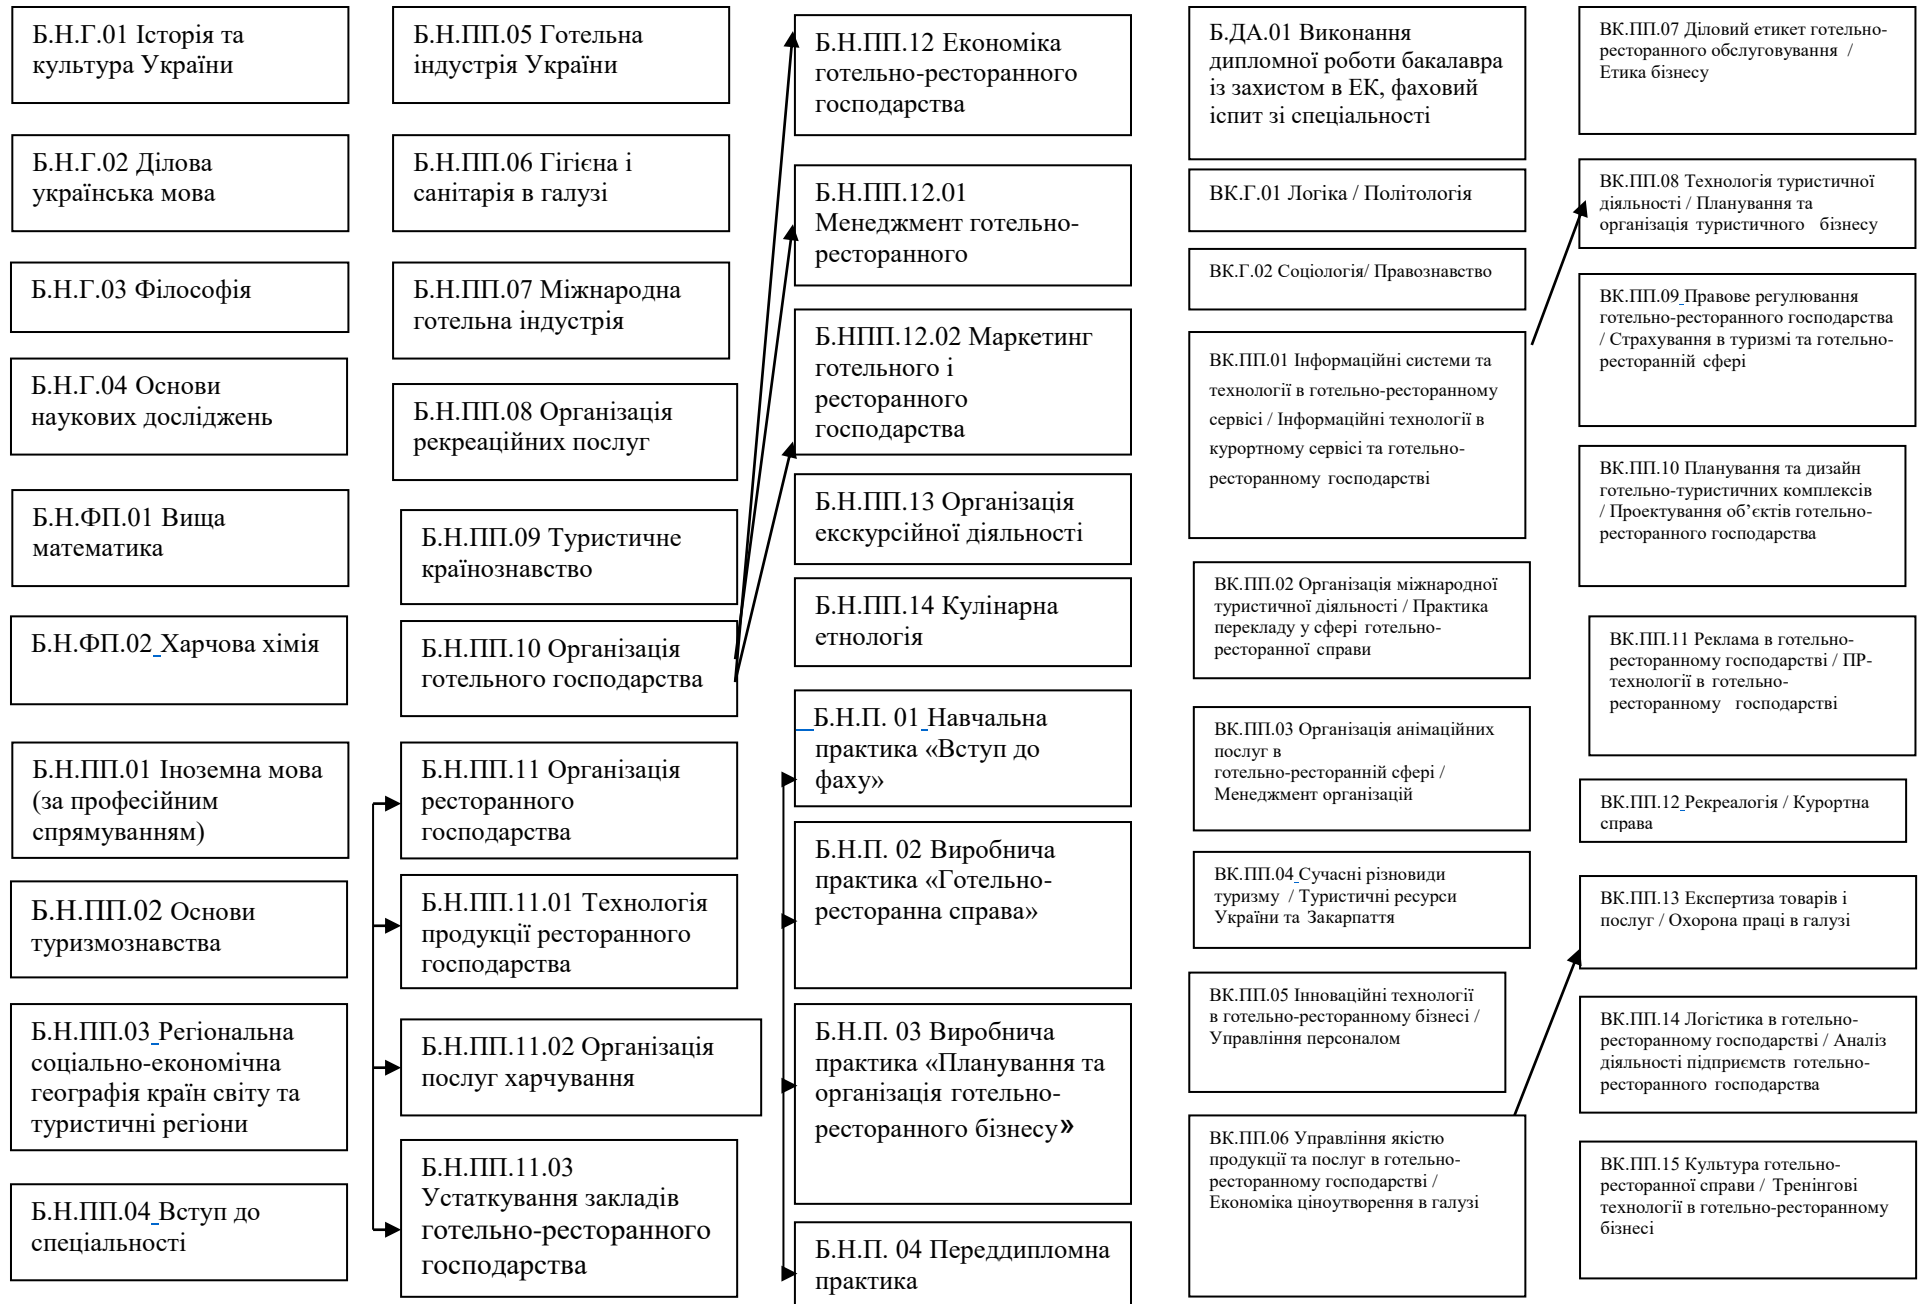 Б.Н.Г.01 Історія та
культура України
Б.Н.Г.02 Ділова
українська мова
Б.Н.Г.03 Філософія
Б.Н.Г.04 Основи
наукових досліджень
Б.Н.ФП.01 Вища
математика
Б.Н.ФП.02 Харчова хімія
Б.Н.ПП.01 Іноземна мова
(за професійним
спрямуванням)
Б.Н.ПП.02 Основи
туризмознавства
Б.Н.ПП.03 Регіональна
соціально-економічна
географія країн світу та
туристичні регіони
Б.Н.ПП.04 Вступ до
спеціальності
Б.Н.ПП.05 Готельна
індустрія України
Б.Н.ПП.06 Гігієна і
санітарія в галузі
Б.Н.ПП.07 Міжнародна
готельна індустрія
Б.Н.ПП.08 Організація
рекреаційних послуг
Б.Н.ПП.09 Туристичне
країнознавство
Б.Н.ПП.10 Організація
готельного господарства
Б.Н.ПП.11 Організація
ресторанного
господарства
Б.Н.ПП.11.01 Технологія
продукції ресторанного
господарства
Б.Н.ПП.11.02 Організація
послуг харчування
Б.Н.ПП.11.03
Устаткування закладів
готельно-ресторанного
господарства
Б.Н.ПП.12 Економіка
готельно-ресторанного
господарства
Б.Н.ПП.12.01
Менеджмент готельно-
ресторанного
Б.НПП.12.02 Маркетинг
готельного і
ресторанного
господарства
Б.Н.ПП.13 Організація
екскурсійної діяльності
Б.Н.ПП.14 Кулінарна
етнологія
Б.Н.П. 01 Навчальна
практика «Вступ до
фаху»
Б.Н.П. 02 Виробнича
практика «Готельно-
ресторанна справа»
Б.Н.П. 03 Виробнича
практика «Планування та
організація готельно-
ресторанного бізнесу»
Б.Н.П. 04 Переддипломна
практика
Б.ДА.01 Виконання
дипломної роботи бакалавра
із захистом в ЕК, фаховий
іспит зі спеціальності
ВК.Г.01 Логіка / Політологія
ВК.Г.02 Соціологія/ Правознавство
ВК.ПП.01 Інформаційні системи та
технології в готельно-ресторанному
сервісі / Інформаційні технології в
курортному сервісі та готельно-
ресторанному господарстві
ВК.ПП.02 Організація міжнародної
туристичної діяльності / Практика
перекладу у сфері готельно-
ресторанної справи
ВК.ПП.03 Організація анімаційних
послуг в
готельно-ресторанній сфері /
Менеджмент організацій
ВК.ПП.04 Сучасні різновиди
туризму / Туристичні ресурси
України та Закарпаття
ВК.ПП.05 Інноваційні технології
в готельно-ресторанному бізнесі /
Управління персоналом
ВК.ПП.06 Управління якістю
продукції та послуг в готельно-
ресторанному господарстві /
Економіка ціноутворення в галузі
ВК.ПП.07 Діловий етикет готельно-
ресторанного обслуговування /
Етика бізнесу
ВК.ПП.08 Технологія туристичної
діяльності / Планування та
організація туристичного бізнесу
ВК.ПП.09 Правове регулювання
готельно-ресторанного господарства
/ Страхування в туризмі та готельно-
ресторанній сфері
ВК.ПП.10 Планування та дизайн
готельно-туристичних комплексів
/ Проектування об’єктів готельно-
ресторанного господарства
ВК.ПП.11 Реклама в готельно-
ресторанному господарстві / ПР-
технології в готельно-
ресторанному господарстві
ВК.ПП.12 Рекреалогія / Курортна
справа
ВК.ПП.13 Експертиза товарів і
послуг / Охорона праці в галузі
ВК.ПП.14 Логістика в готельно-
ресторанному господарстві / Аналіз
діяльності підприємств готельно-
ресторанного господарства
ВК.ПП.15 Культура готельно-
ресторанної справи / Тренінгові
технології в готельно-ресторанному
бізнесі